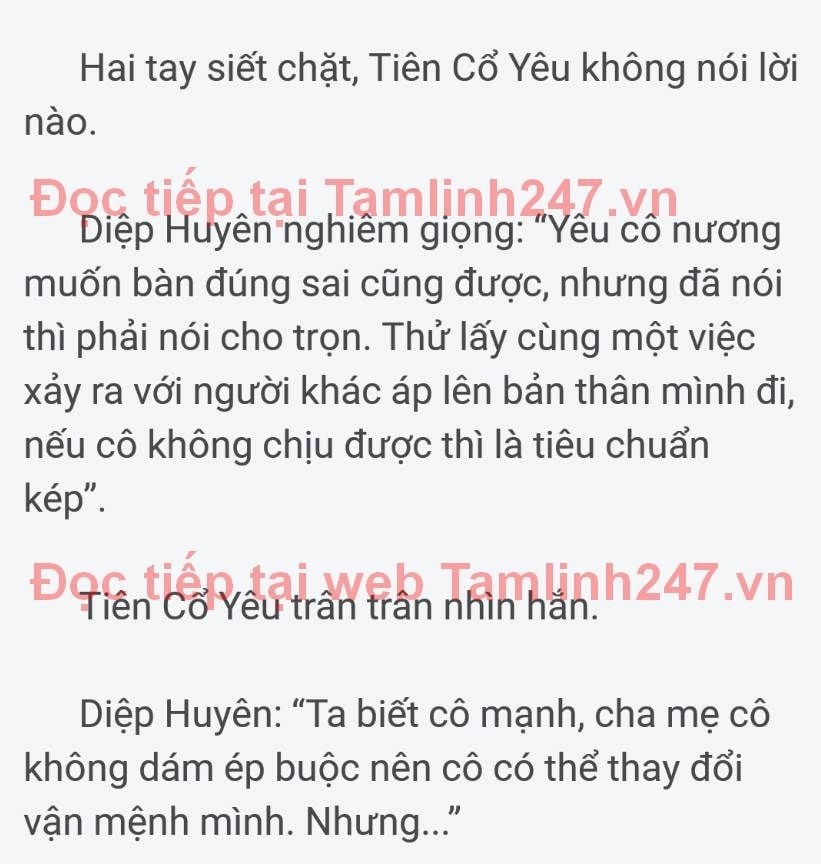 Hai tay siết chặt, Tiên Cổ Yêu không nói lời
nào.
Đọc tiếp tại Tamlinh247.vn
Diệp Huyên nghiêm giọng: “Yêu cô nương
muốn bàn đúng sai cũng được, nhưng đã nói
thì phải nói cho trọn. Thử lấy cùng một việc
xảy ra với người khác áp lên bản thân mình đi,
nếu cô không chịu được thì là tiêu chuẩn
kép”.
Đọc tiếp tại web Tamlinh247.vn
Tiên Cổ Yêu trân trân nhìn hắn.
Diệp Huyên: “Ta biết cô mạnh, cha mẹ cô
không dám ép buộc nên cô có thể thay đổi
vận mệnh mình. Nhưng...”